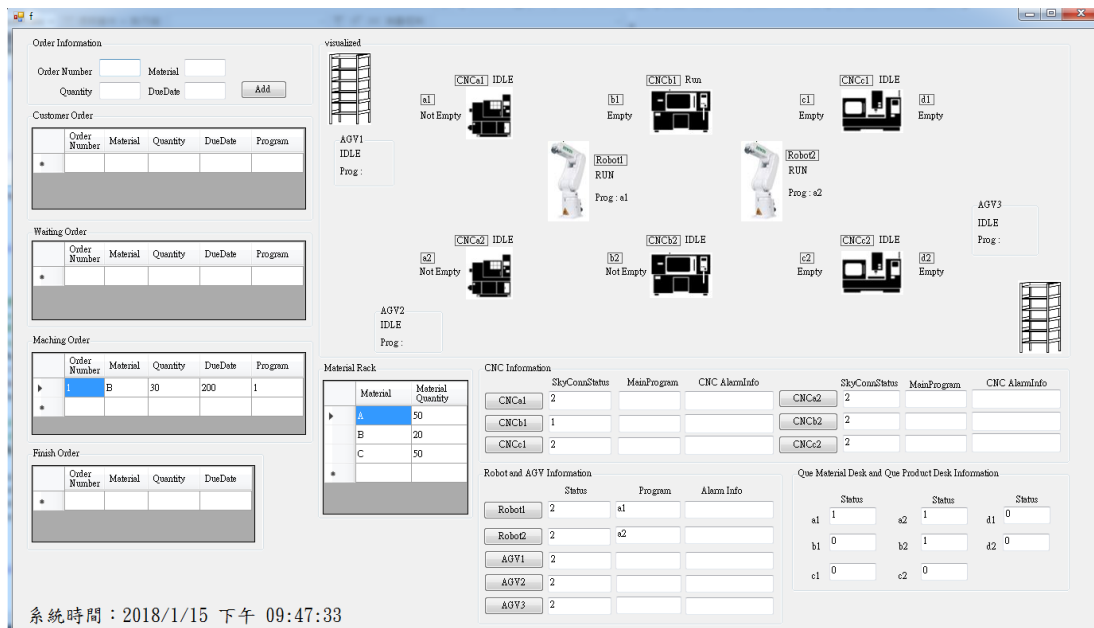 f
Order Information
Order Number
Material
Quantity
DueDate
Add
Customer Order
Order Number Material Quantity DueDate Program
*
Waiting Order
Order Number Material Quantity DueDate Program
*
Maching Order
Order Number Material Quantity DueDate Program
1 B 30 200 1
*
Finish Order
Order Number Material Quantity DueDate
*
系統時間：2018/1/15 下午 09:47:33
visualized
CNCa1 IDLE
a1
Not Empty
CNCb1 Run
b1
Empty
CNCc1 IDLE
c1
Empty
d1
Empty
AGV1
IDLE
Prog :
Robot1
RUN
Prog : a1
Robot2
RUN
Prog : a2
AGV3
IDLE
Prog :
CNCa2 IDLE
a2
Not Empty
CNCb2 IDLE
b2
Not Empty
CNCc2 IDLE
c2
Empty
d2
Empty
AGV2
IDLE
Prog :
Material Rack
Material Material Quantity
A 50
B 20
C 50
*
CNC Information
SkyConnStatus MainProgram CNC AlarmInfo
CNCa1 2
CNCb1 1
CNCc1 2
SkyConnStatus MainProgram CNC AlarmInfo
CNCa2 2
CNCb2 2
CNCc2 2
Robot and AGV Information
Status Program Alarm Info
Robot1 2 a1
Robot2 2 a2
AGV1 2
AGV2 2
AGV3 2
Que Material Desk and Que Product Desk Information
Status Status Status
a1 1 a2 1 d1 0
b1 0 b2 1 d2 0
c1 0 c2 0